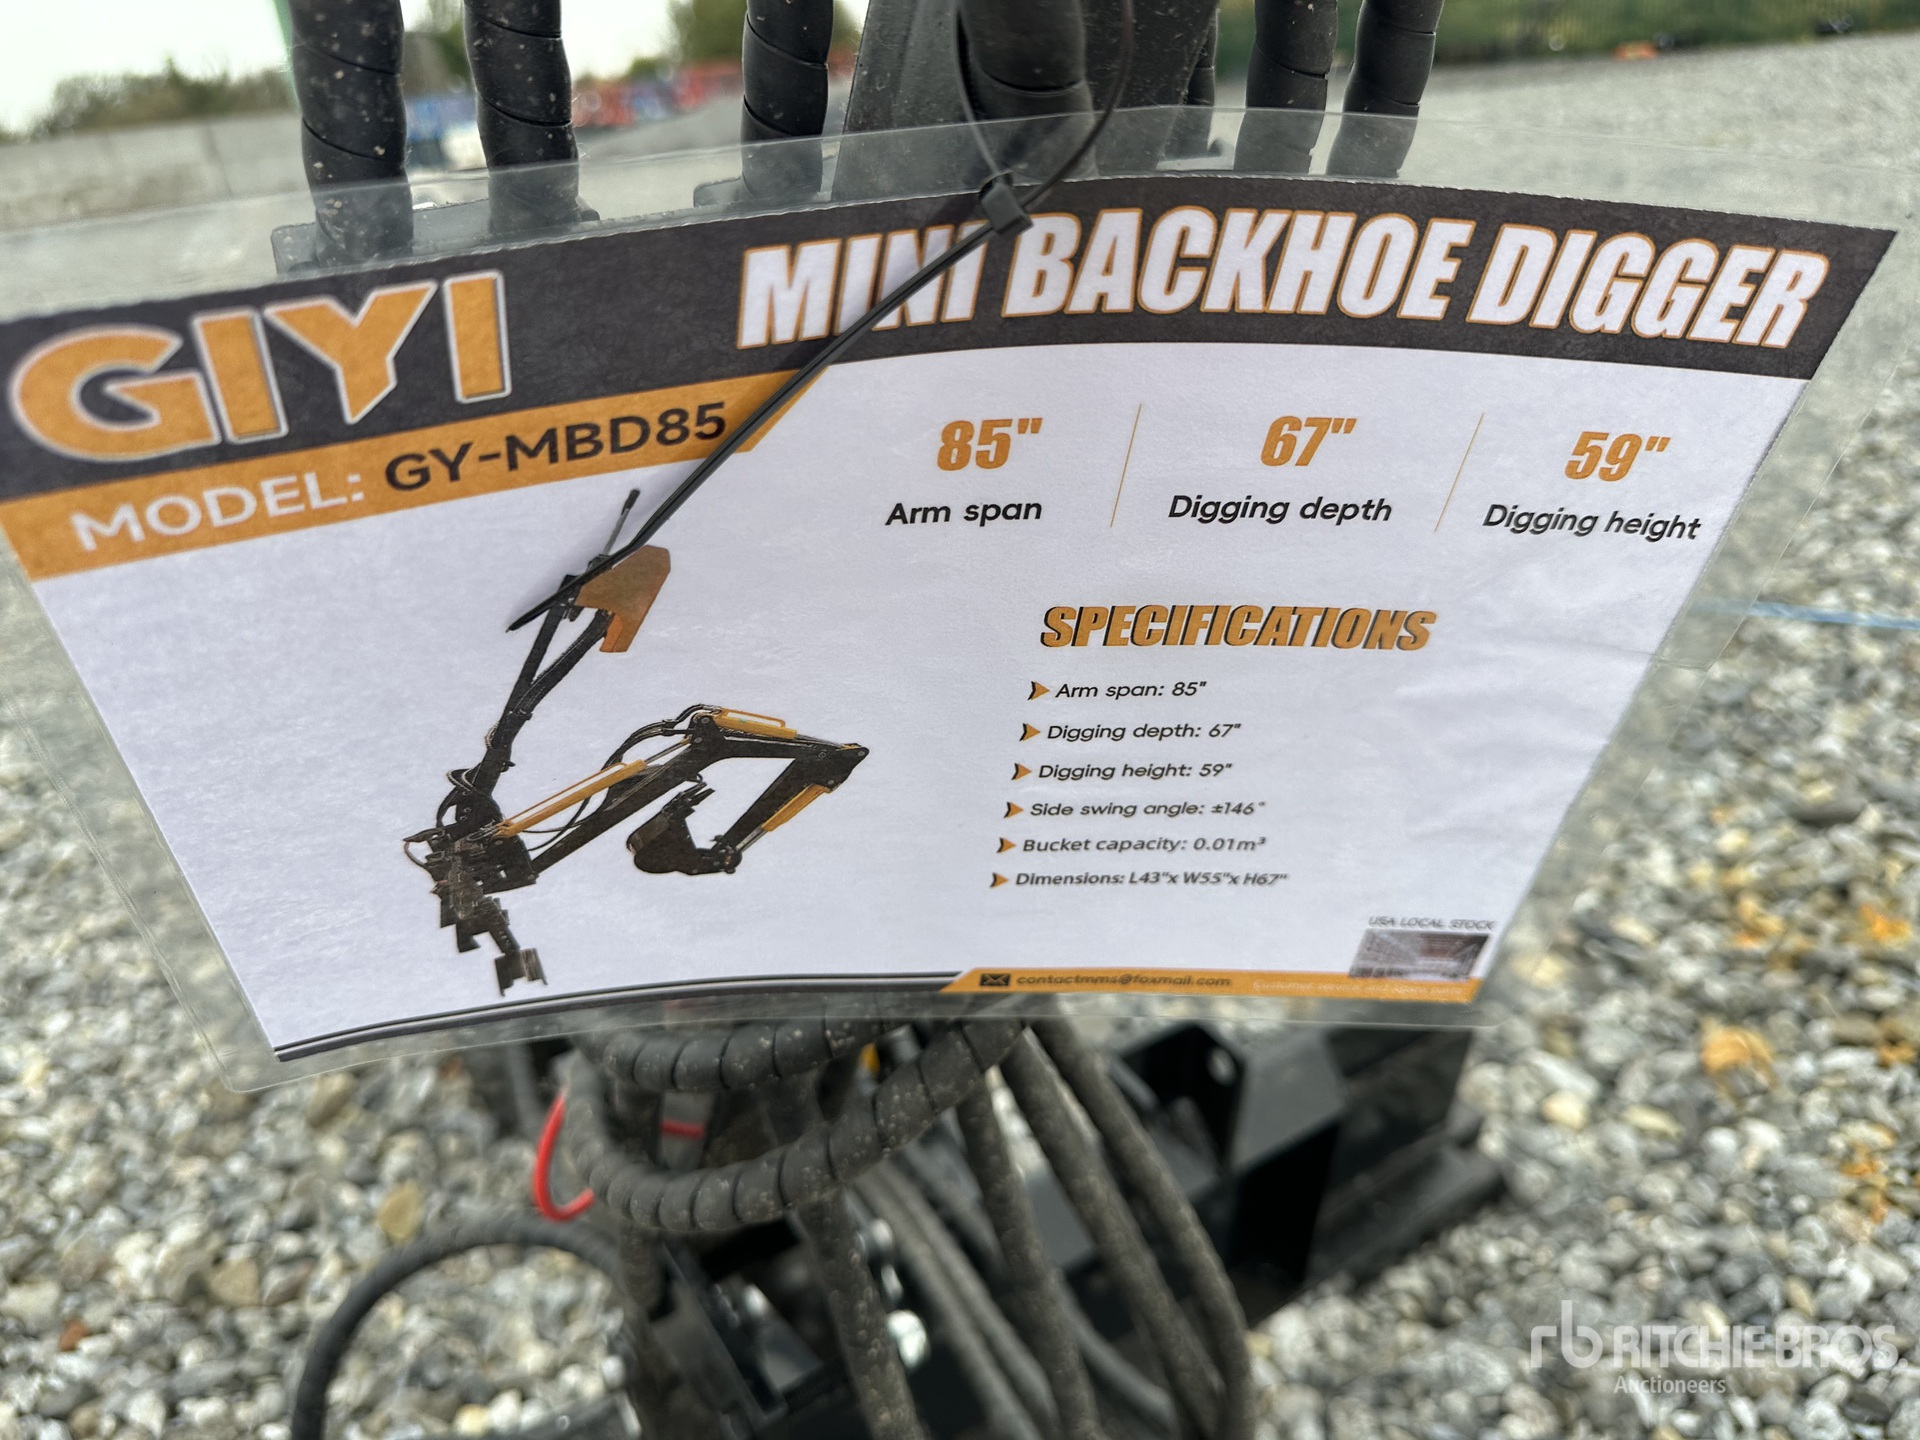 GIYI
MINI BACKHOE DIGGER
MODEL: GY-MBD85
85" 67" 59"
Arm span Digging depth Digging height
SPECIFICATIONS
Arm span: 85"
Digging depth: 67"
Digging height: 59"
Side swing angle: ±146°
Bucket capacity: 0.01m³
Dimensions: L43"x W55"x H67"
USA LOCAL STOCK
contactmms@foxmail.com
rb RITCHIE BROS.
Auctioneers